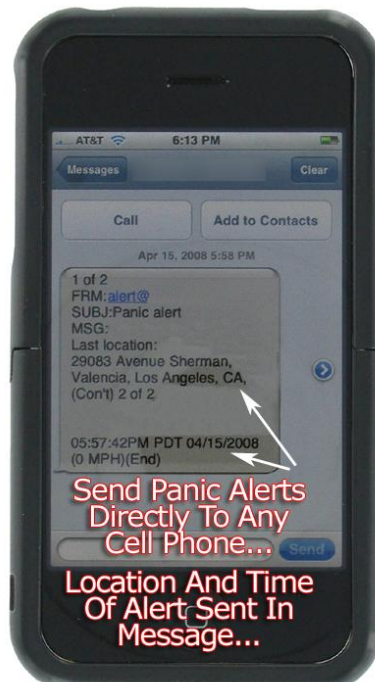 AT&T 6:13 PM
Messages Clear
Call Add to Contacts
Apr 15, 2008 5:58 PM
1 of 2
FRM:alert@
SUBJ:Panic alert
MSG:
Last location:
29083 Avenue Sherman,
Valencia, Los Angeles, CA,
(Con't) 2 of 2
05:57:42PM PDT 04/15/2008
(0 MPH)(End)
Send Panic Alerts
Directly To Any
Cell Phone...
Send
Location And Time
Of Alert Sent In
Message...